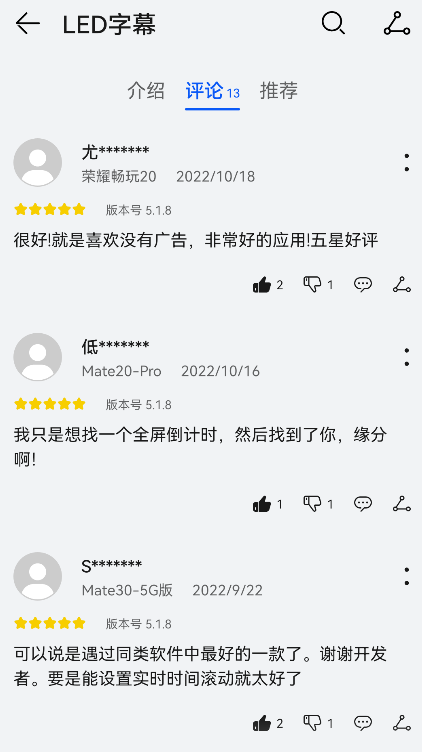 LED字幕
介绍 评论 13 推荐
尤*******
荣耀畅玩20 2022/10/18
版本号 5.1.8
很好!就是喜欢没有广告，非常好的应用!五星好评
2 1
低*******
Mate20-Pro 2022/10/16
版本号 5.1.8
我只是想找一个全屏倒计时，然后找到了你，缘分
啊!
1 1
S*******
Mate30-5G版 2022/9/22
版本号 5.1.8
可以说是遇过同类软件中最好的一款了。谢谢开发
者。要是能设置实时时间滚动就太好了
2 1